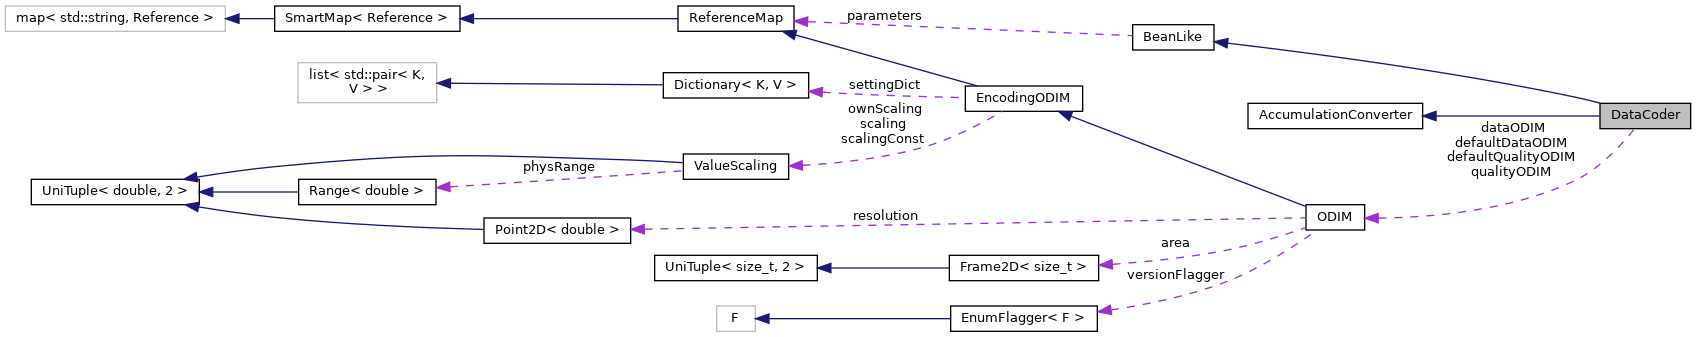 map< std::string, Reference >
SmartMap< Reference >
ReferenceMap
parameters
BeanLike
list< std::pair< K,
V > >
Dictionary< K, V >
settingDict
EncodingODIM
ownScaling
scaling
scalingConst
AccumulationConverter
DataCoder
dataODIM
defaultDataODIM
defaultQualityODIM
qualityODIM
UniTuple< double, 2 >
Range< double >
physRange
ValueScaling
Point2D< double >
resolution
ODIM
UniTuple< size_t, 2 >
Frame2D< size_t >
area
versionFlagger
F
EnumFlagger< F >